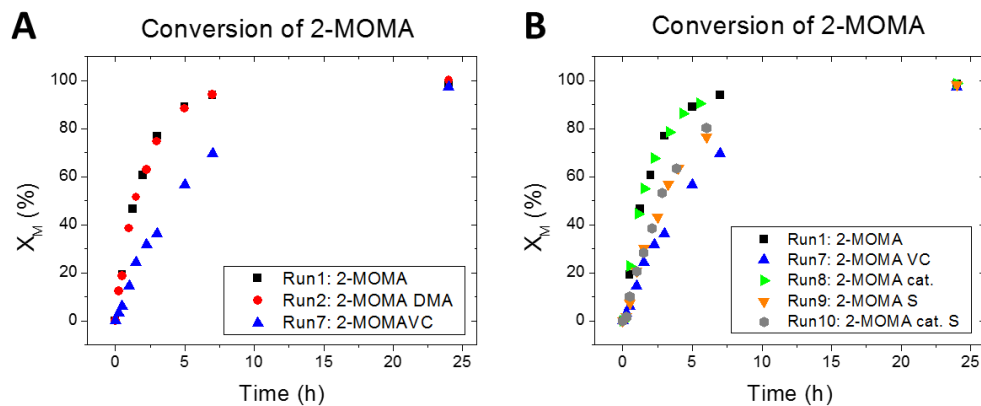 A
Conversion of 2-MOMA
100
80
60
40
20
0
X_M (%)
Run1: 2-MOMA
Run2: 2-MOMA DMA
Run7: 2-MOMAVC
0 5 10 15 20 25
Time (h)
B
Conversion of 2-MOMA
100
80
60
40
20
0
X_M (%)
Run1: 2-MOMA
Run7: 2-MOMA VC
Run8: 2-MOMA cat.
Run9: 2-MOMA S
Run10: 2-MOMA cat. S
0 5 10 15 20 25
Time (h)